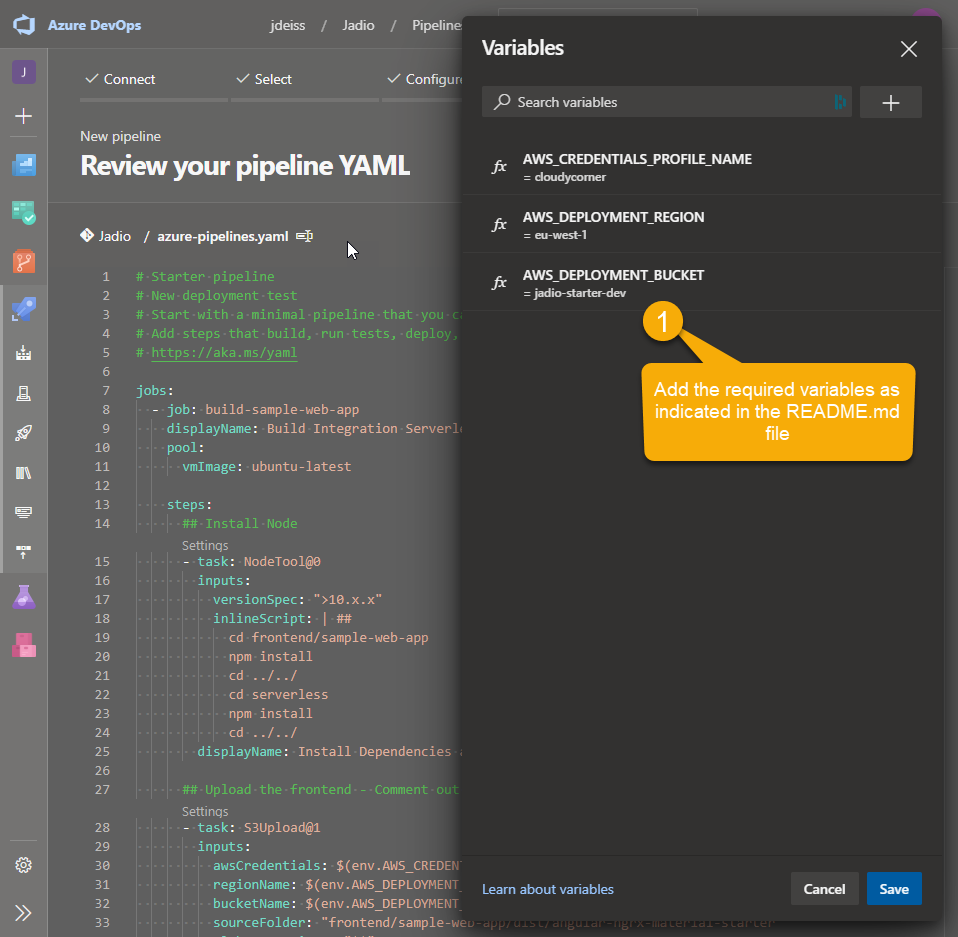 Azure DevOps
jdeiss / Jadio / Pipelines
J
Connect
Select
Configure
New pipeline
Review your pipeline YAML
Jadio / azure-pipelines.yaml
1 # Starter pipeline
2 # New deployment test
3 # Start with a minimal pipeline that you ca
4 # Add steps that build, run tests, deploy,
5 # https://aka.ms/yaml
6
7 jobs:
8 - job: build-sample-web-app
9 displayName: Build Integration Serverle
10 pool:
11 vmImage: ubuntu-latest
12
13 steps:
14 ## Install Node
Settings
15 - task: NodeTool@0
16 inputs:
17 versionSpec: ">10.x.x"
18 inlineScript: | ##
19 cd frontend/sample-web-app
20 npm install
21 cd ../../
22 cd serverless
23 npm install
24 cd ../../
25 displayName: Install Dependencies a
26
27 ## Upload the frontend - Comment out
Settings
28 - task: S3Upload@1
29 inputs:
30 awsCredentials: $(env.AWS_CREDENT
31 regionName: $(env.AWS_DEPLOYMENT_
32 bucketName: $(env.AWS_DEPLOYMENT_
33 sourceFolder: "frontend/sample-web-app/dist/angular-ngrx-material-starter
Variables
Search variables
fx AWS_CREDENTIALS_PROFILE_NAME
= cloudycorner
fx AWS_DEPLOYMENT_REGION
= eu-west-1
fx AWS_DEPLOYMENT_BUCKET
= jadio-starter-dev
1
Add the required variables as
indicated in the README.md
file
Learn about variables
Cancel
Save